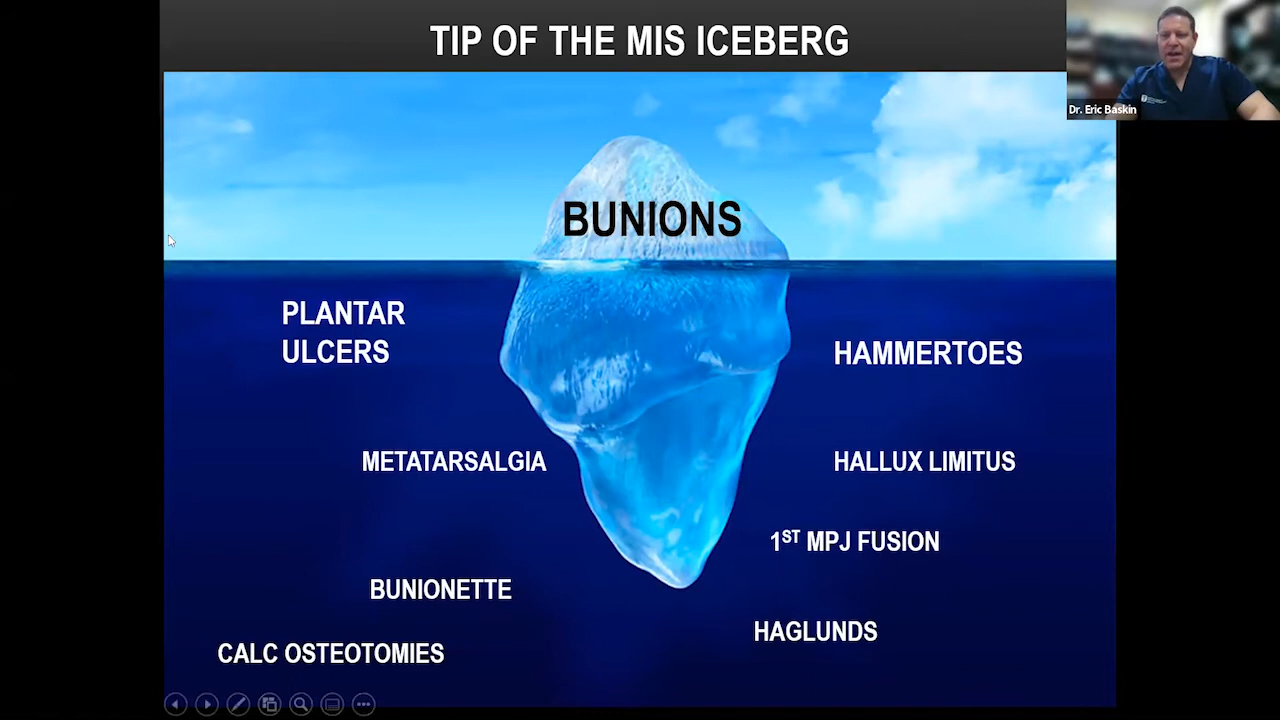 TIP OF THE MIS ICEBERG
Dr. Eric Baskin
BUNIONS
PLANTAR
ULCERS
HAMMERTOES
METATARSALGIA
HALLUX LIMITUS
1ST MPJ FUSION
BUNIONETTE
HAGLUNDS
CALC OSTEOTOMIES